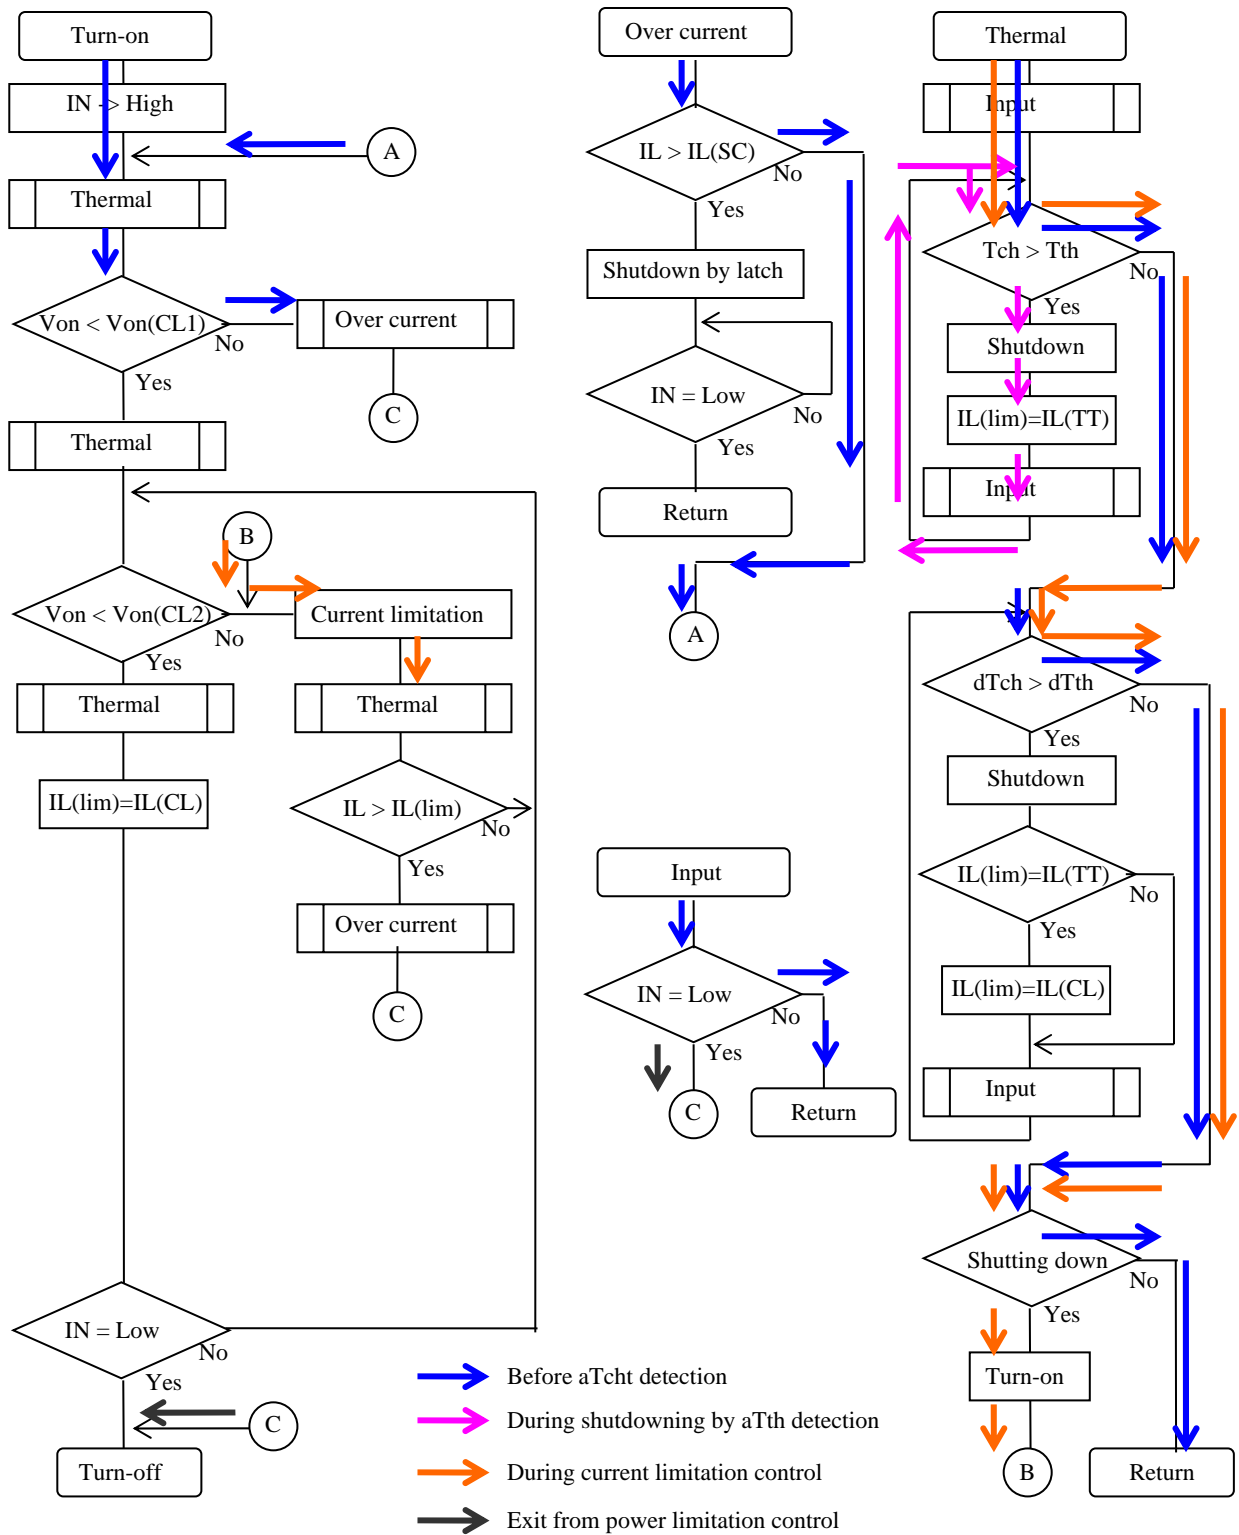 Turn-on
IN -> High
A
Thermal
Von < Von(CL1)
No
Yes
Over current
C
Thermal
B
Von < Von(CL2)
No
Yes
Current limitation
Thermal
Thermal
IL(lim)=IL(CL)
IL > IL(lim)
No
Yes
Over current
C
IN = Low
No
Yes
C
Turn-off
Over current
IL > IL(SC)
No
Yes
Shutdown by latch
IN = Low
No
Yes
Return
A
Input
IN = Low
No
Yes
C
Return
Thermal
Input
Tch > Tth
No
Yes
Shutdown
IL(lim)=IL(TT)
Input
dTch > dTth
No
Yes
Shutdown
IL(lim)=IL(TT)
No
Yes
IL(lim)=IL(CL)
Input
Shutting down
No
Yes
Turn-on
B
Return
Before aTcht detection
During shutdowning by aTth detection
During current limitation control
Exit from power limitation control